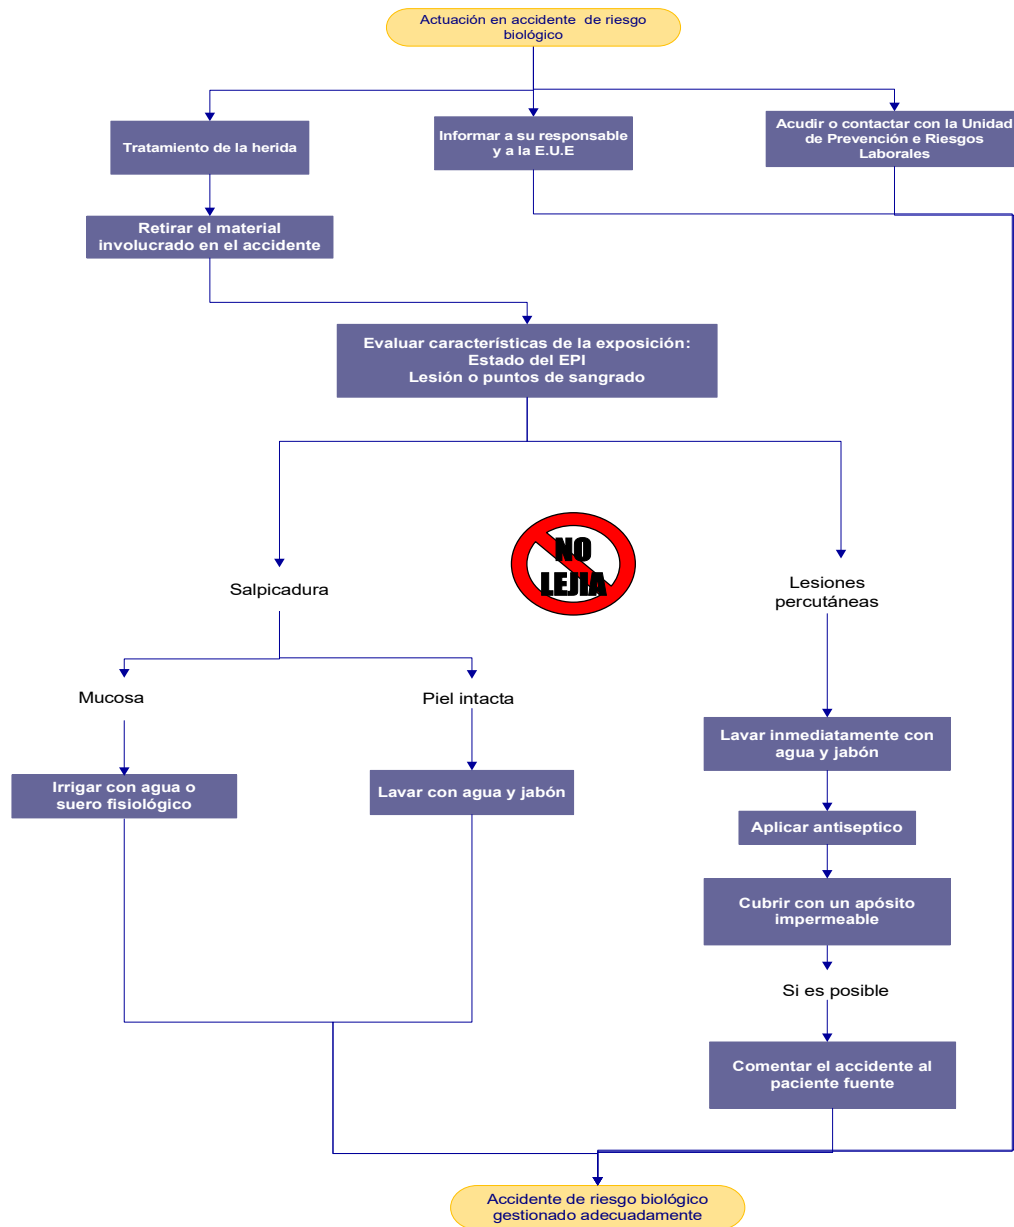 Actuación en accidente de riesgo
biológico
Tratamiento de la herida
Informar a su responsable
y a la E.U.E
Acudir o contactar con la Unidad
de Prevención e Riesgos
Laborales
Retirar el material
involucrado en el accidente
Evaluar características de la exposición:
Estado del EPI
Lesión o puntos de sangrado
NO
LEJIA
Salpicadura
Lesiones
percutáneas
Mucosa
Piel intacta
Irrigar con agua o
suero fisiológico
Lavar con agua y jabón
Lavar inmediatamente con
agua y jabón
Aplicar antiseptico
Cubrir con un apósito
impermeable
Si es posible
Comentar el accidente al
paciente fuente
Accidente de riesgo biológico
gestionado adecuadamente